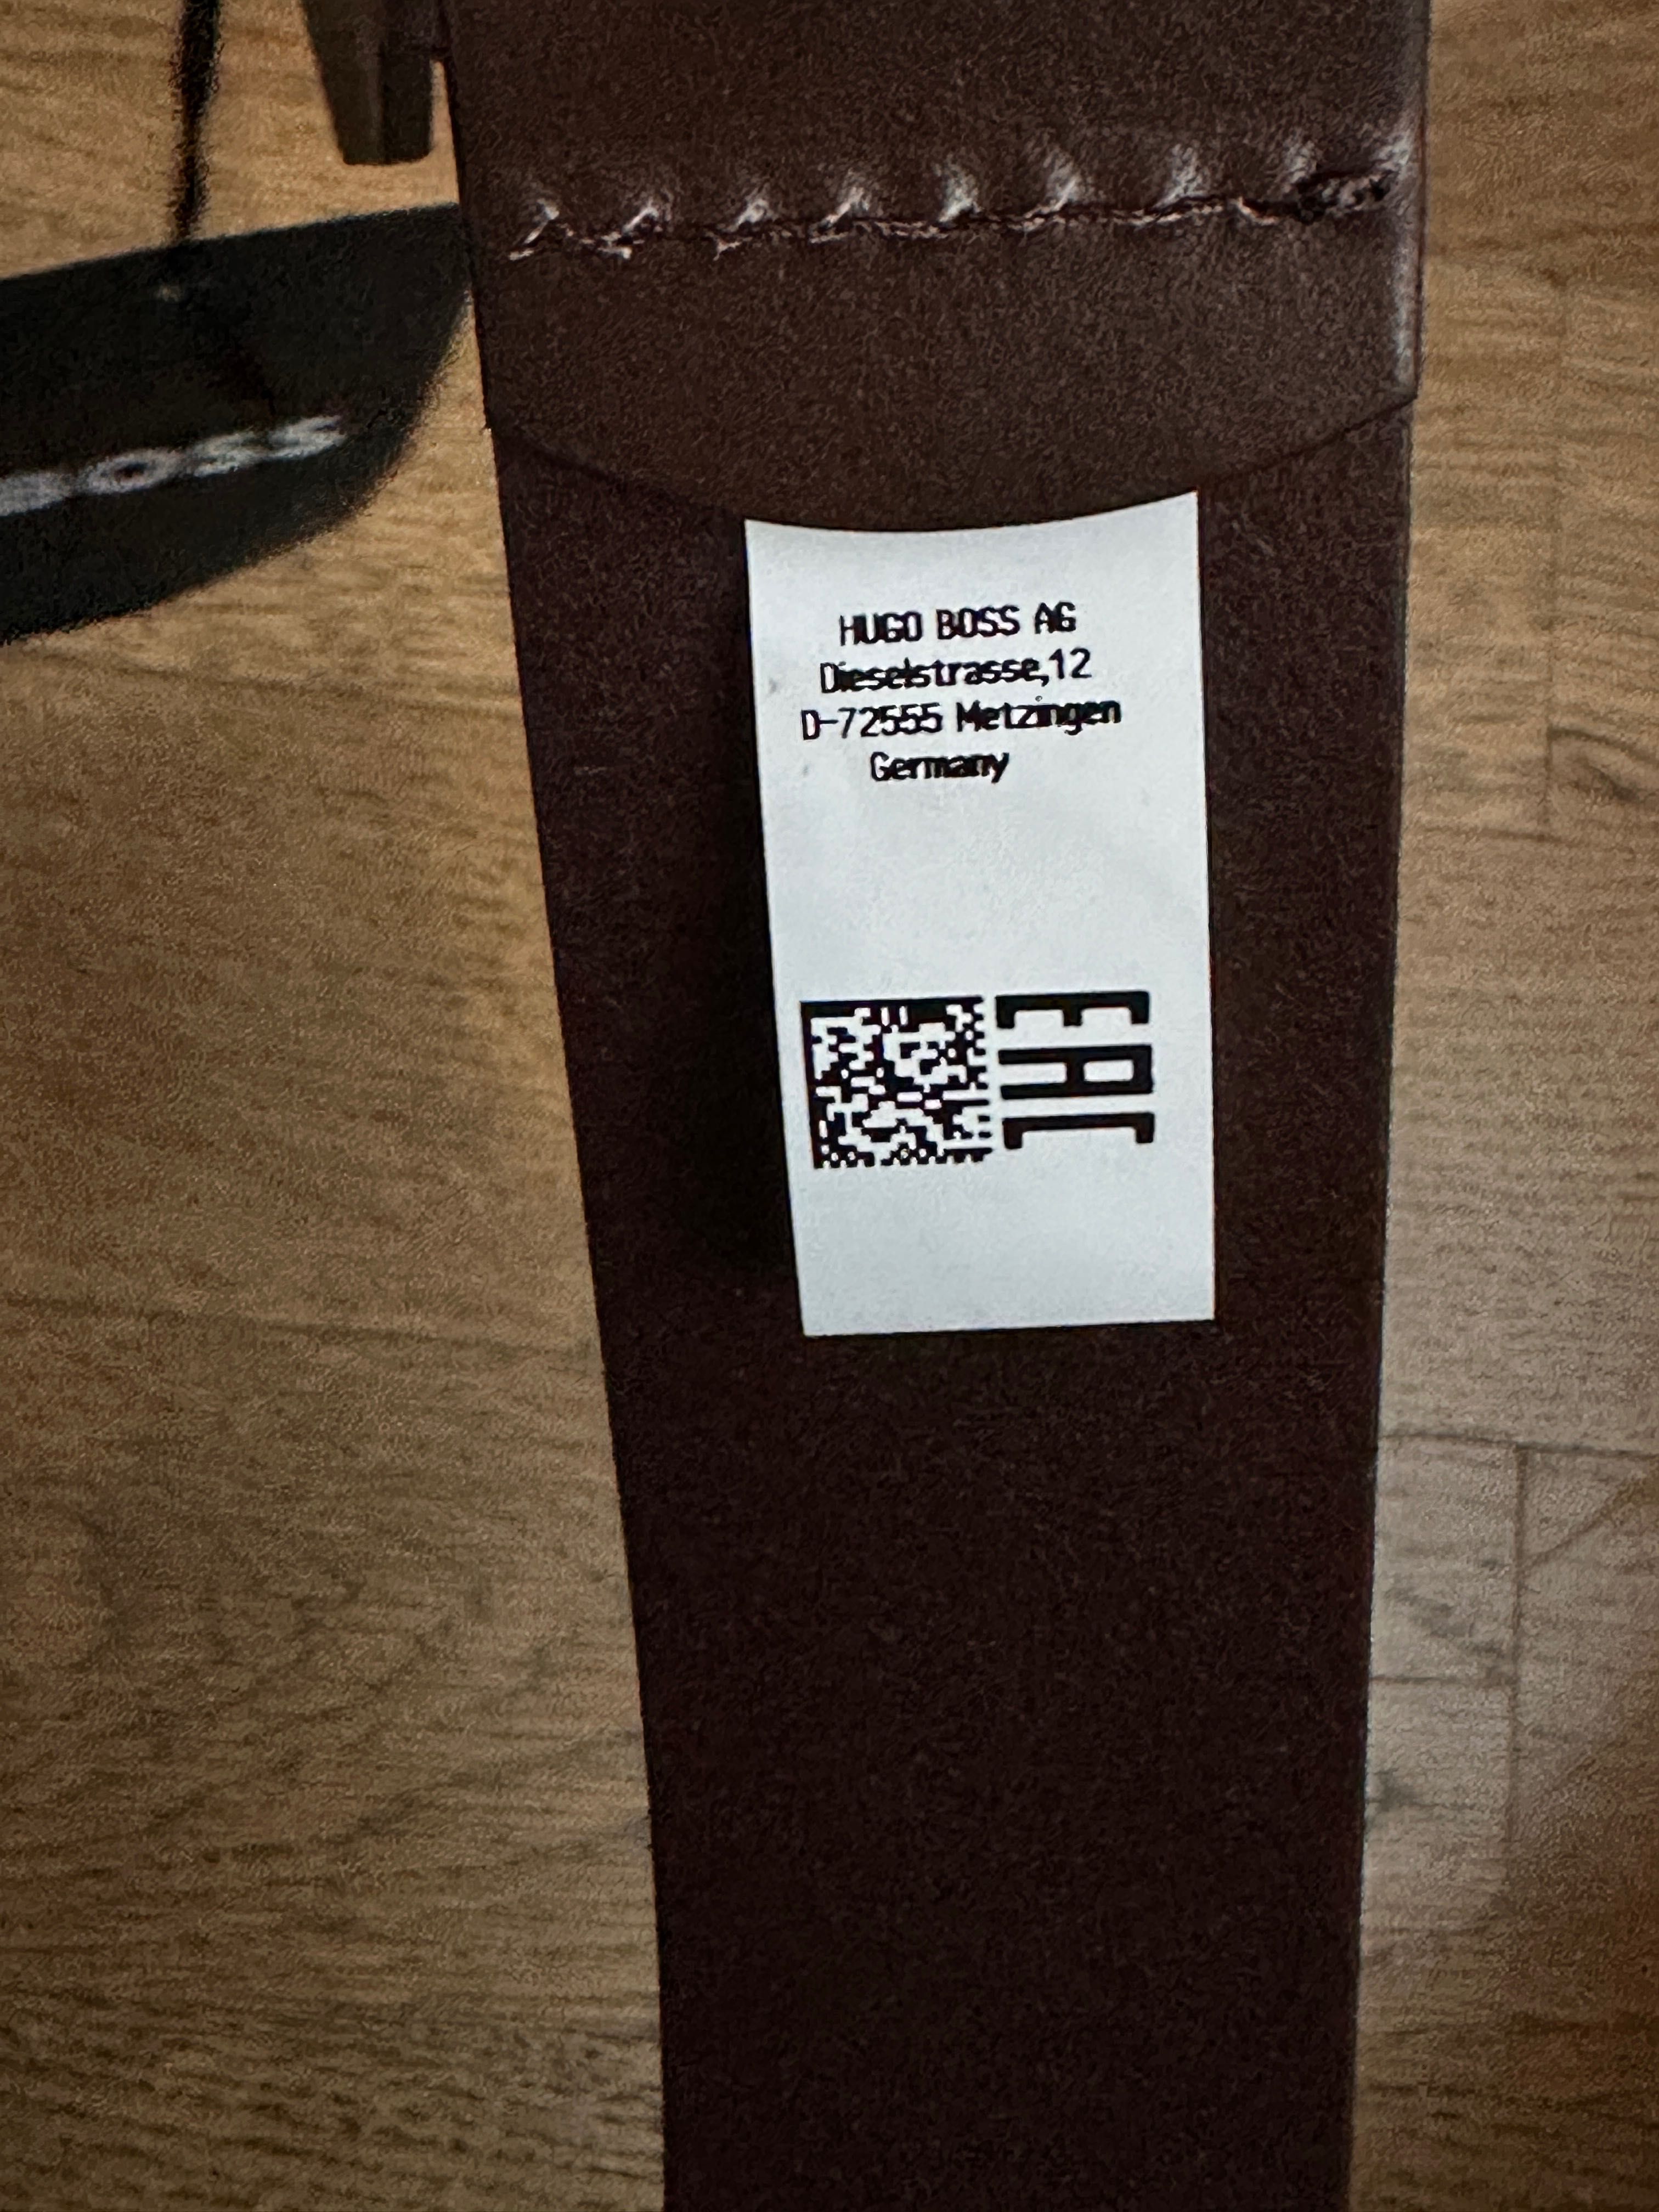 BOSS
HUGO BOSS AG
Dieselstrasse,12
D-72555 Metzingen
Germany
EAC